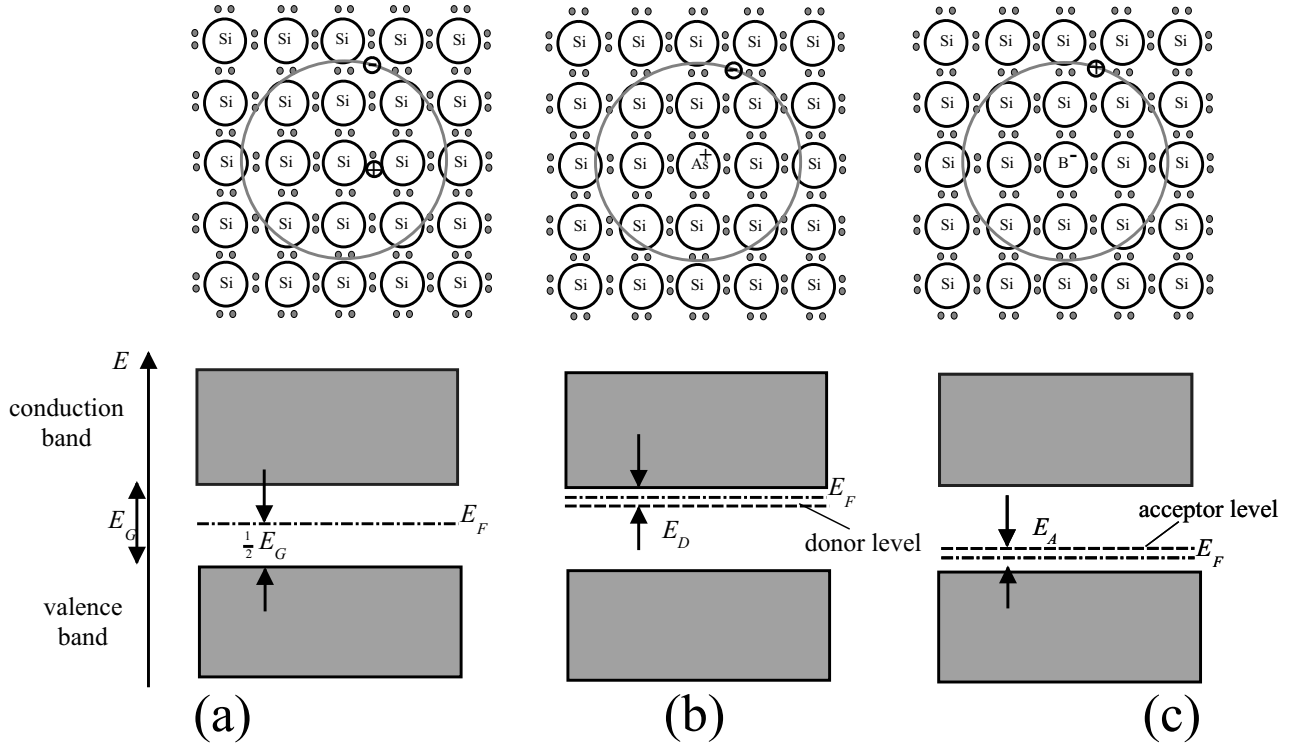 Si Si Si Si Si Si Si Si Si Si Si Si Si Si Si
Si Si Si Si Si Si Si Si Si Si Si Si Si Si Si
Si Si Si Si Si Si Si As+ Si Si Si Si B- Si Si
Si Si Si Si Si Si Si Si Si Si Si Si Si Si Si
Si Si Si Si Si Si Si Si Si Si Si Si Si Si Si
E
conduction
band
E_G
valence
band
E_F
1/2 E_G
(a)
E_F
E_D
donor level
(b)
acceptor level
E_A
E_F
(c)